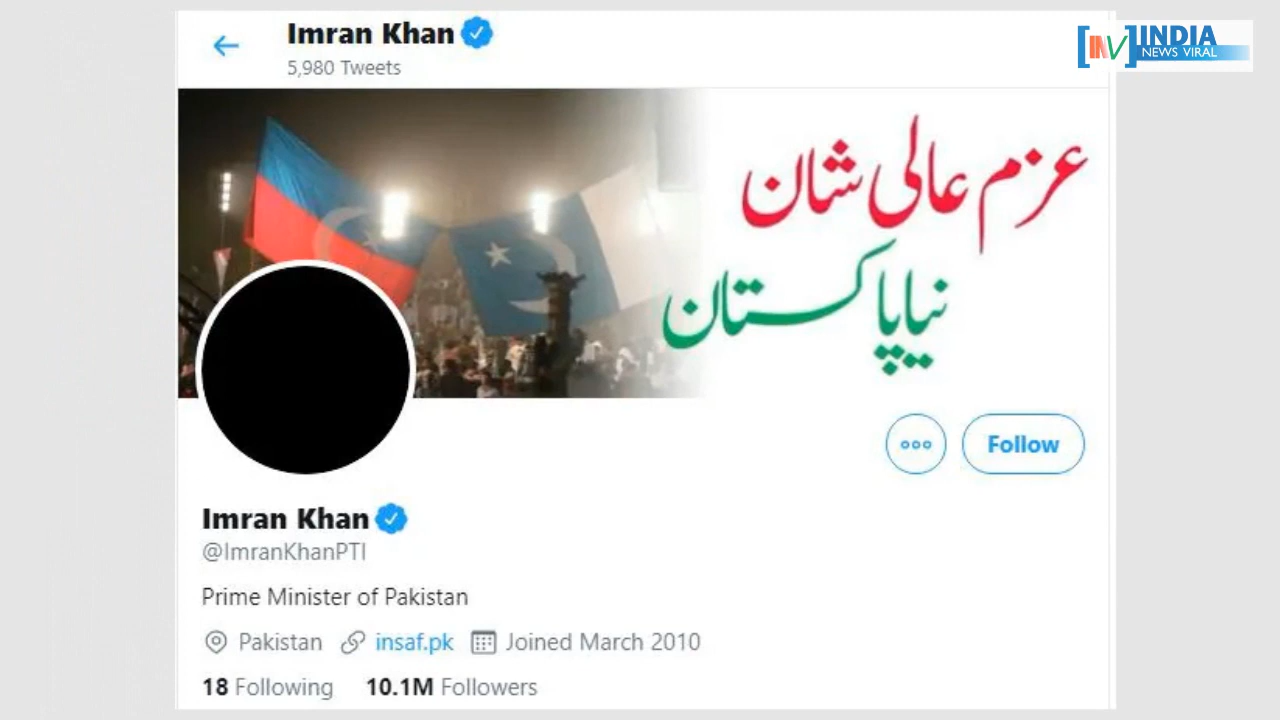 Imran Khan
5,980 Tweets
[INV] INDIA
NEWS VIRAL
عزم عالی شان
نیا پاکستان
Follow
Imran Khan
@ImranKhanPTI
Prime Minister of Pakistan
Pakistan insaf.pk Joined March 2010
18 Following 10.1M Followers